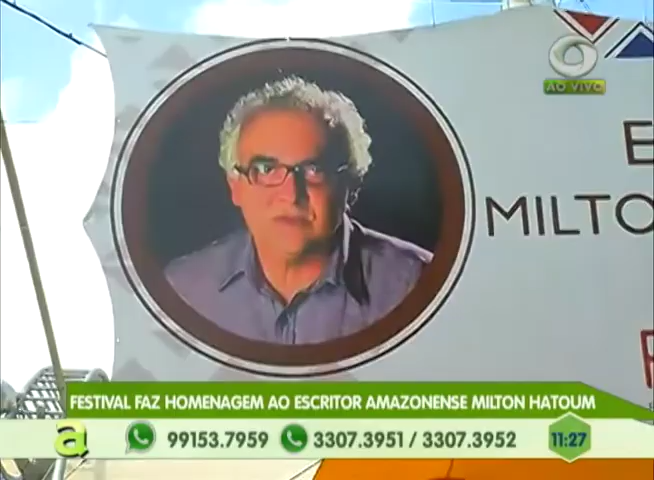 AO VIVO
E
MILTO
FESTIVAL FAZ HOMENAGEM AO ESCRITOR AMAZONENSE MILTON HATOUM
a 99153.7959 3307.3951 / 3307.3952 11:27